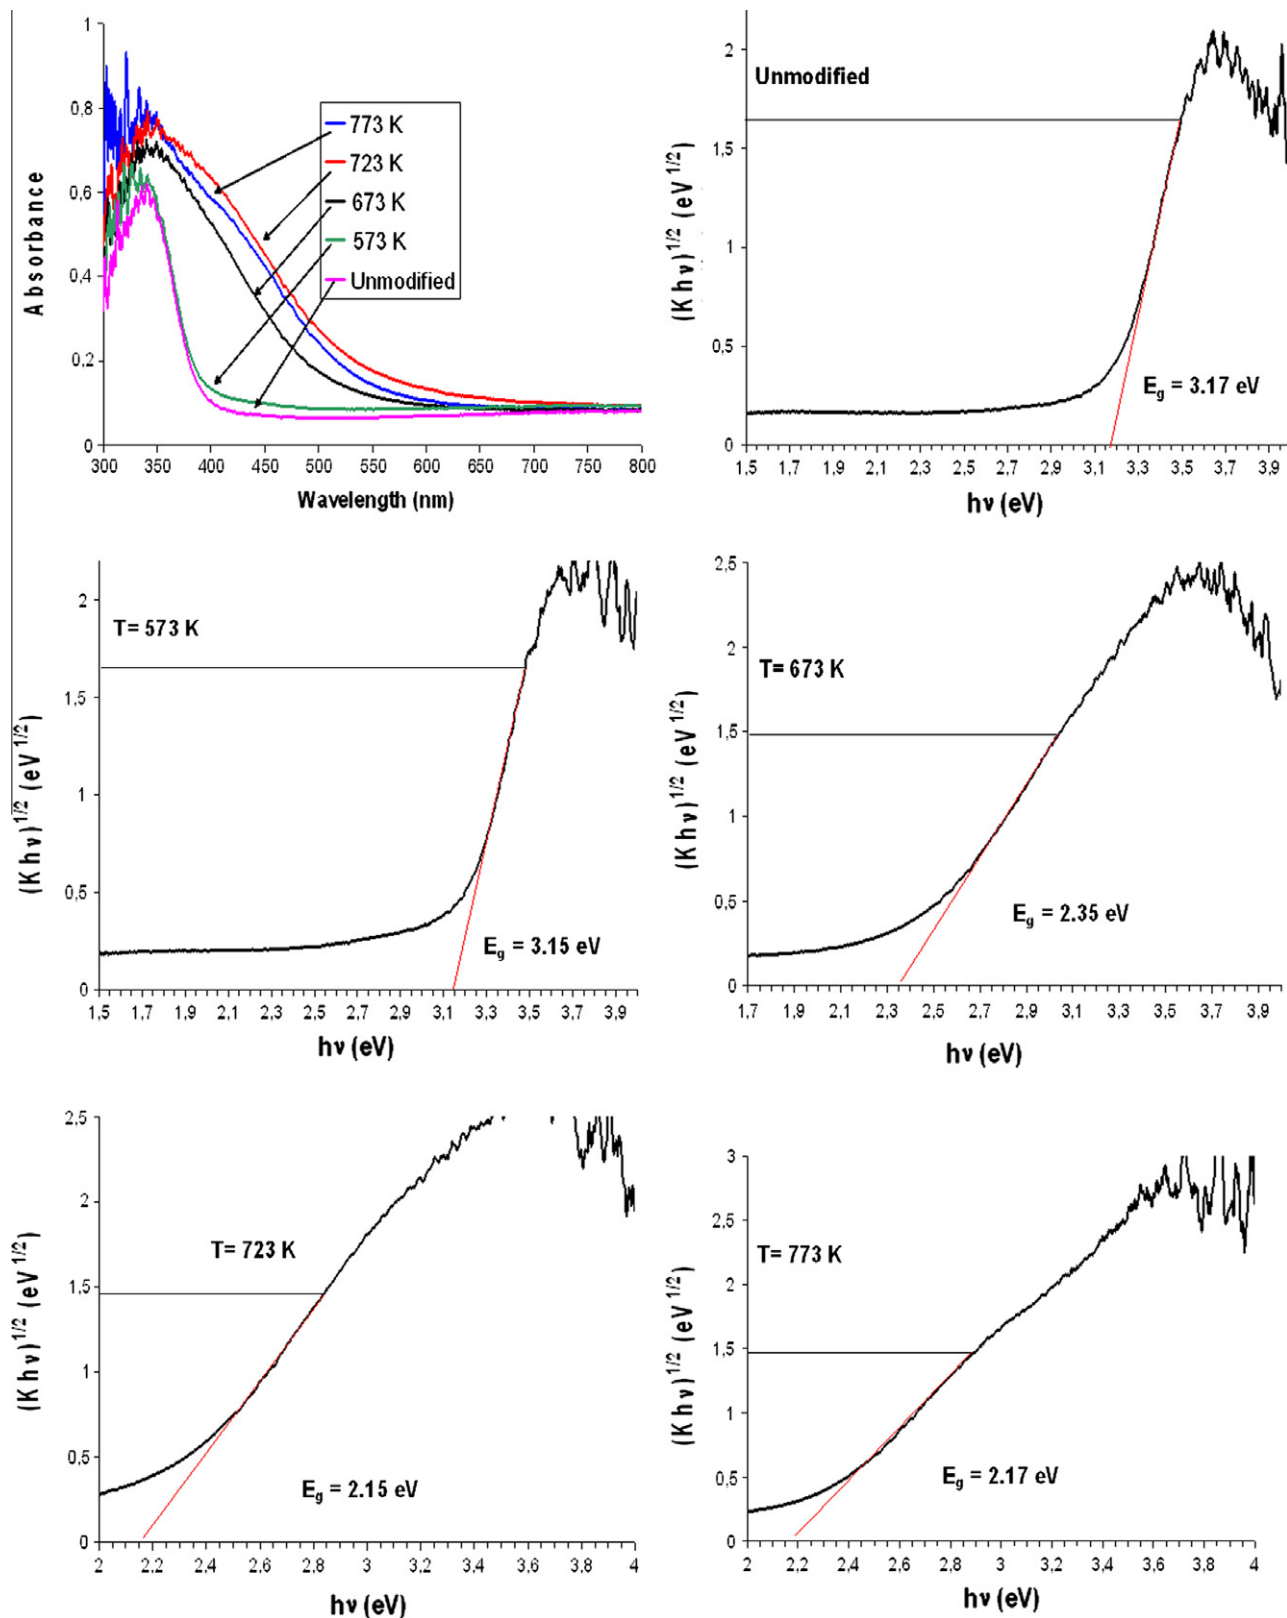 1
0.8
0.6
0.4
0.2
0
Absorbance
773 K
723 K
673 K
573 K
Unmodified
300 350 400 450 500 550 600 650 700 750 800
Wavelength (nm)
2
1,5
1
0,5
0
(K hν)1/2 (eV1/2)
Unmodified
Eg = 3.17 eV
1,5 1,7 1,9 2,1 2,3 2,5 2,7 2,9 3,1 3,3 3,5 3,7 3,9
hν (eV)
2
1,5
1
0,5
0
(K hν)1/2 (eV1/2)
T= 573 K
Eg = 3.15 eV
1,5 1,7 1,9 2,1 2,3 2,5 2,7 2,9 3,1 3,3 3,5 3,7 3,9
hν (eV)
2,5
2
1,5
1
0,5
0
(K hν)1/2 (eV1/2)
T= 673 K
Eg = 2.35 eV
1,7 1,9 2,1 2,3 2,5 2,7 2,9 3,1 3,3 3,5 3,7 3,9
hν (eV)
2,5
2
1,5
1
0,5
0
(K hν)1/2 (eV1/2)
T= 723 K
Eg = 2.15 eV
2 2,2 2,4 2,6 2,8 3 3,2 3,4 3,6 3,8 4
hν (eV)
3
2,5
2
1,5
1
0,5
0
(K hν)1/2 (eV1/2)
T= 773 K
Eg = 2.17 eV
2 2,2 2,4 2,6 2,8 3 3,2 3,4 3,6 3,8 4
hν (eV)